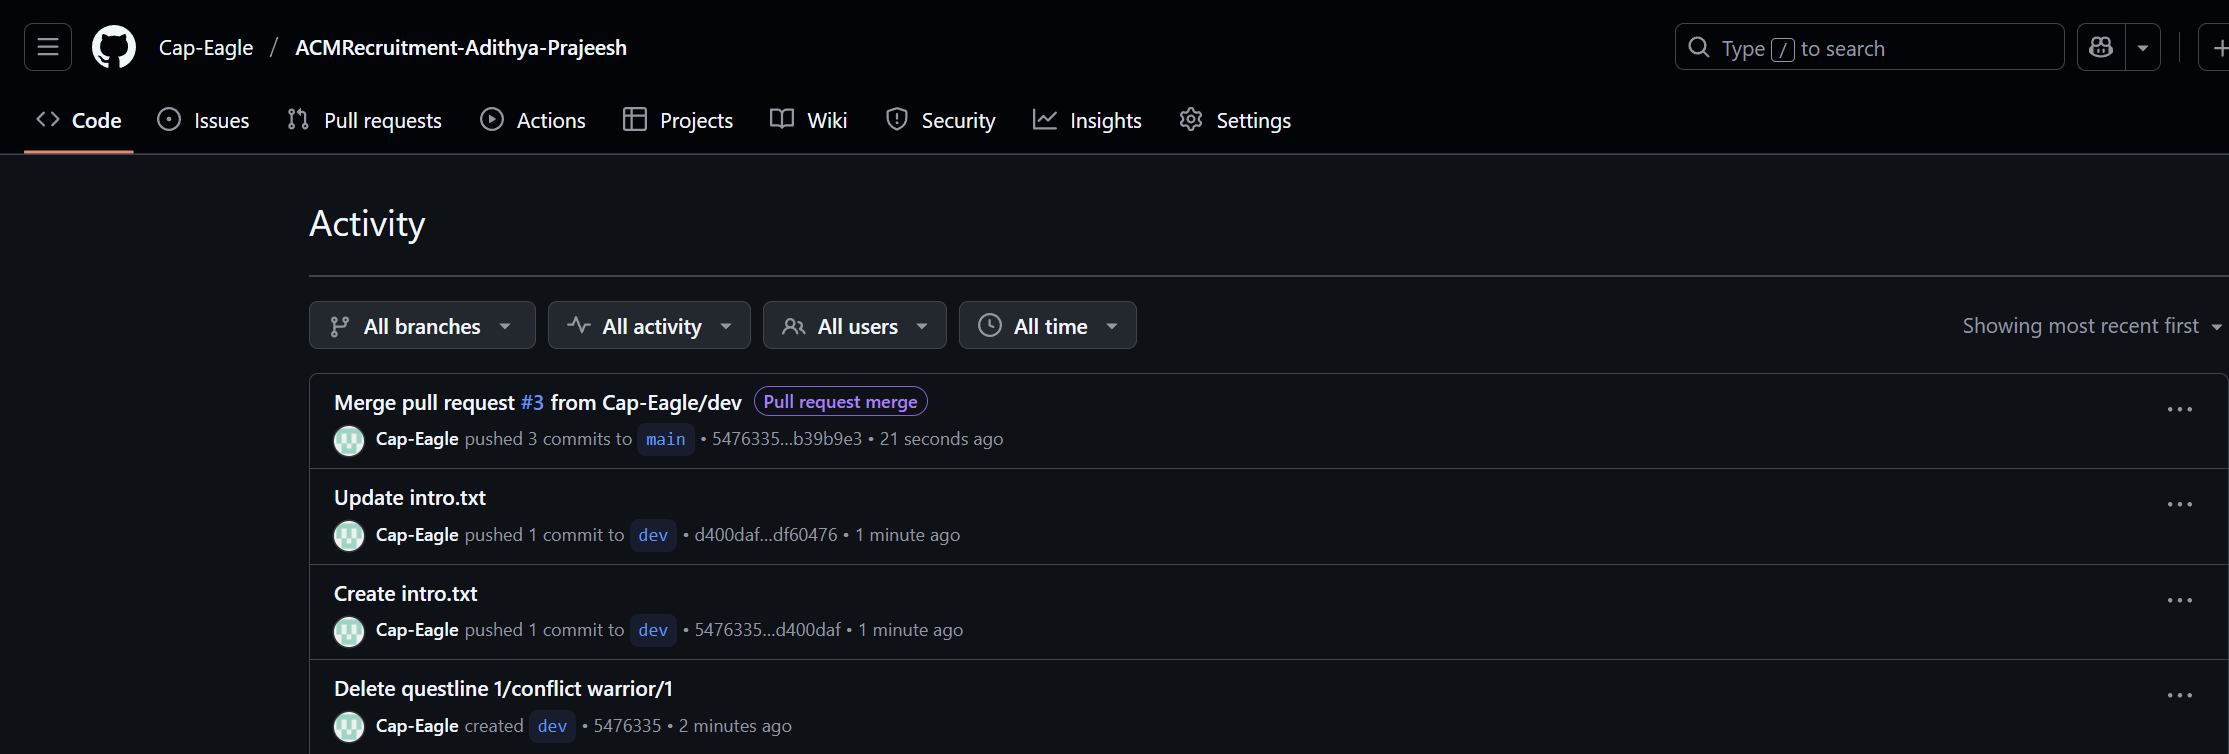 Cap-Eagle / ACMRecruitment-Adithya-Prajeesh
Type / to search
Code Issues Pull requests Actions Projects Wiki Security Insights Settings
Activity
All branches All activity All users All time Showing most recent first
Merge pull request #3 from Cap-Eagle/dev Pull request merge
Cap-Eagle pushed 3 commits to main • 5476335...b39b9e3 • 21 seconds ago
Update intro.txt
Cap-Eagle pushed 1 commit to dev • d400daf...df60476 • 1 minute ago
Create intro.txt
Cap-Eagle pushed 1 commit to dev • 5476335...d400daf • 1 minute ago
Delete questline 1/conflict warrior/1
Cap-Eagle created dev • 5476335 • 2 minutes ago